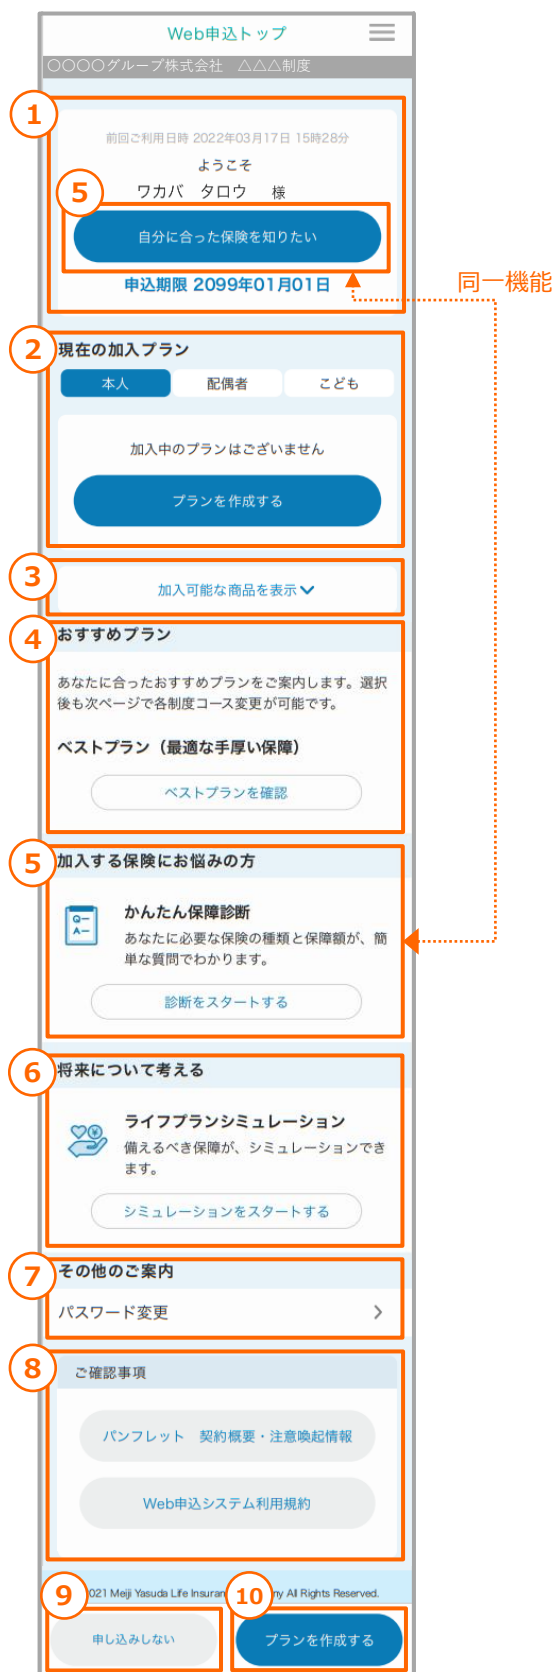 Web申込トップ
〇〇〇〇グループ株式会社　△△△制度
①
前回ご利用日時 2022年03月17日 15時28分
ようこそ
ワカバ　タロウ　様
⑤
自分に合った保険を知りたい
申込期限 2099年01月01日
同一機能
②
現在の加入プラン
本人　配偶者　こども
加入中のプランはございません
プランを作成する
③
加入可能な商品を表示
④
おすすめプラン
あなたに合ったおすすめプランをご案内します。選択
後も次ページで各制度コース変更が可能です。
ベストプラン（最適な手厚い保障）
ベストプランを確認
⑤
加入する保険にお悩みの方
Q−
A−
かんたん保障診断
あなたに必要な保険の種類と保障額が、簡
単な質問でわかります。
診断をスタートする
⑥
将来について考える
ライフプランシミュレーション
備えるべき保障が、シミュレーションでき
ます。
シミュレーションをスタートする
⑦
その他のご案内
パスワード変更
⑧
ご確認事項
パンフレット　契約概要・注意喚起情報
Web申込システム利用規約
021 Meiji Yasuda Life Insuran ny All Rights Reserved.
⑨
申し込みしない
⑩
プランを作成する